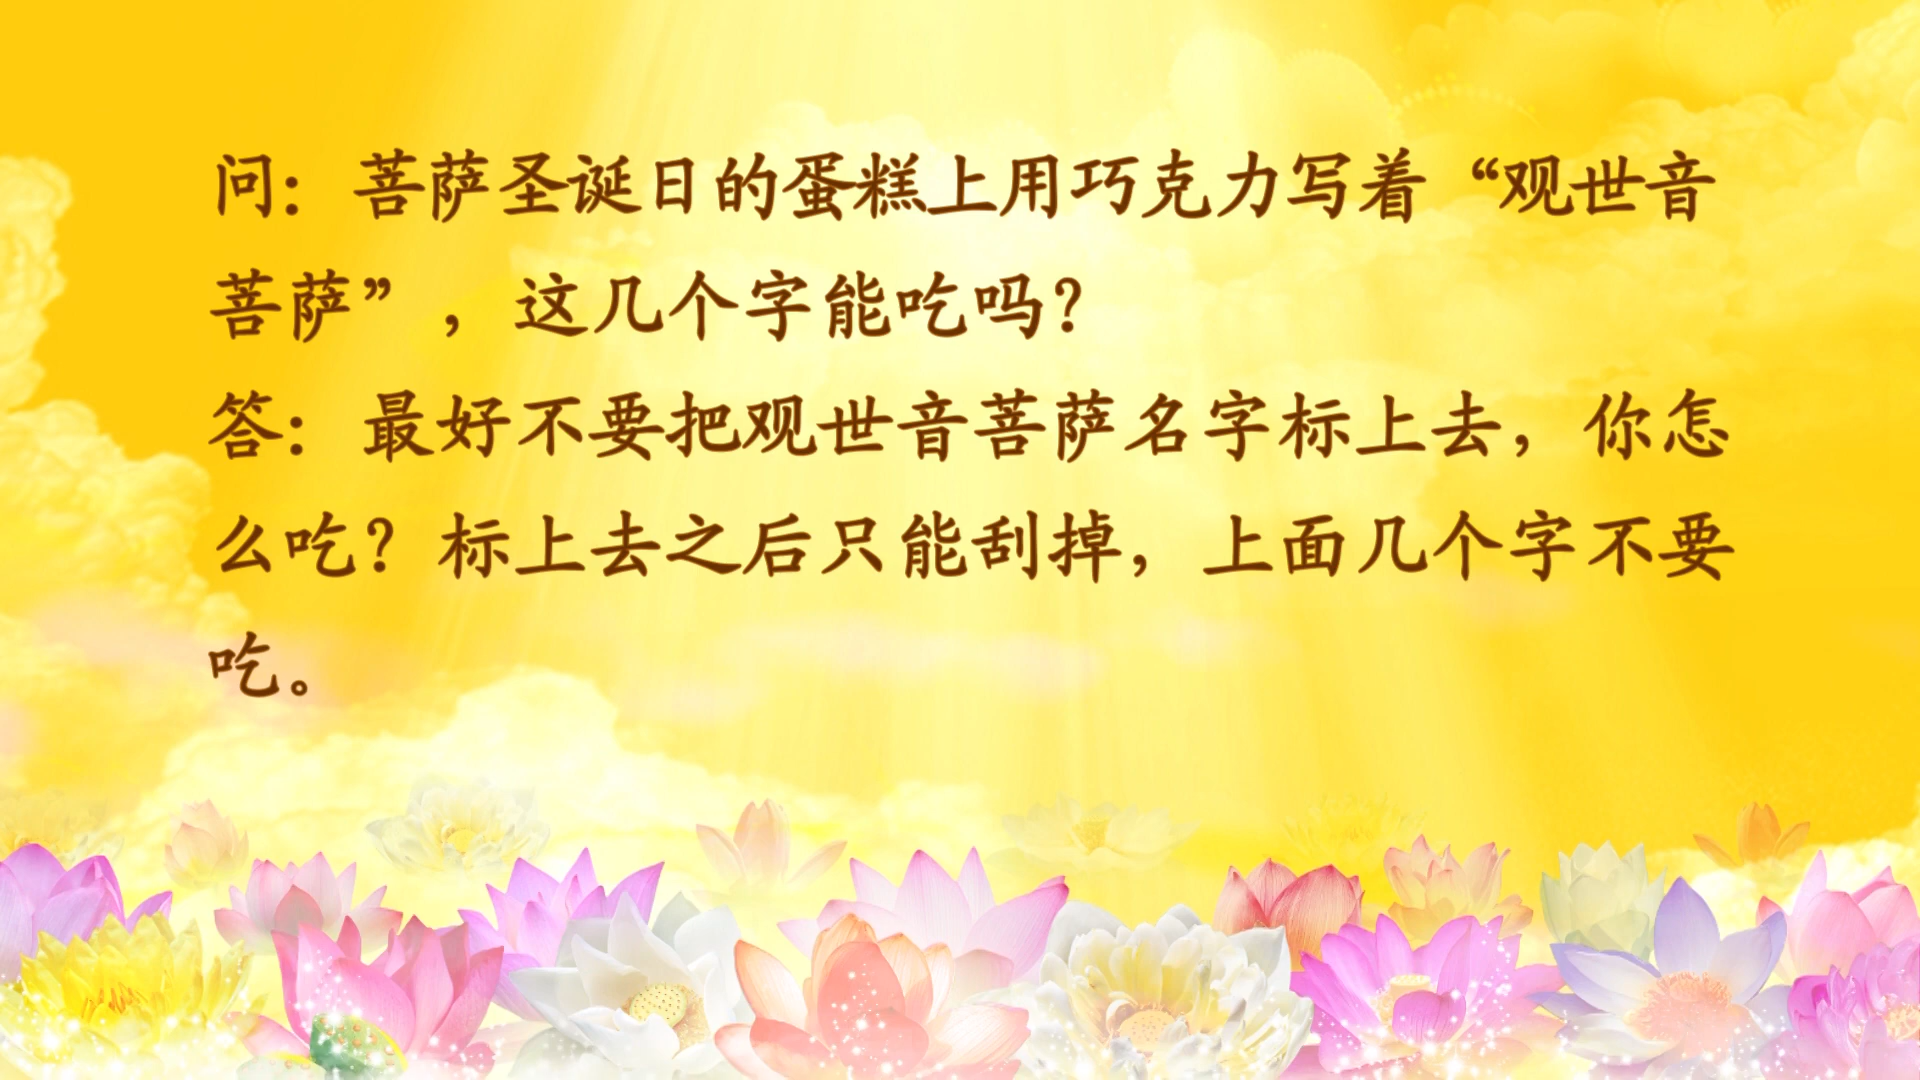 问：菩萨圣诞日的蛋糕上用巧克力写着“观世音
菩萨”，这几个字能吃吗？
答：最好不要把观世音菩萨名字标上去，你怎
么吃？标上去之后只能刮掉，上面几个字不要
吃。